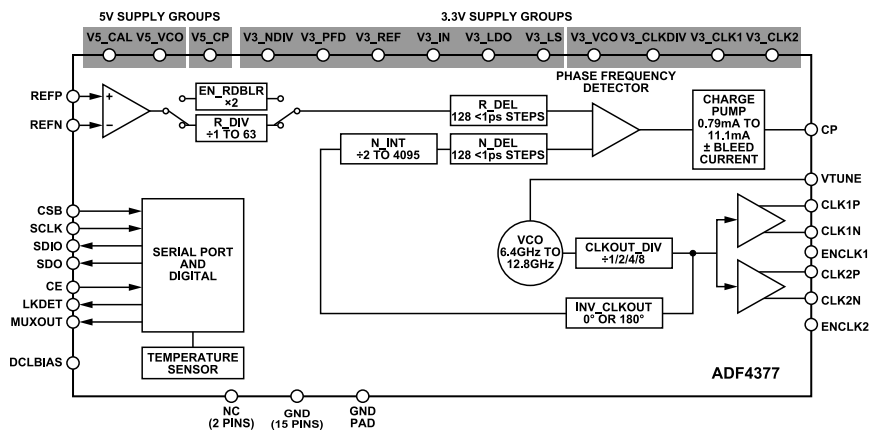 5V SUPPLY GROUPS
3.3V SUPPLY GROUPS
V5_CAL V5_VCO V5_CP V3_NDIV V3_PFD V3_REF V3_IN V3_LDO V3_LS V3_VCO V3_CLKDIV V3_CLK1 V3_CLK2
REFP
REFN
+
–
EN_RDBLR
×2
R_DIV
÷1 TO 63
R_DEL
128 <1ps STEPS
N_INT
÷2 TO 4095
N_DEL
128 <1ps STEPS
PHASE FREQUENCY
DETECTOR
CHARGE
PUMP
0.79mA TO
11.1mA
± BLEED
CURRENT
CP
VTUNE
CLK1P
CLK1N
ENCLK1
CLK2P
CLK2N
ENCLK2
VCO
6.4GHz TO
12.8GHz
CLKOUT_DIV
÷1/2/4/8
INV_CLKOUT
0° OR 180°
CSB
SCLK
SDIO
SDO
CE
LKDET
MUXOUT
DCLBIAS
SERIAL PORT
AND
DIGITAL
TEMPERATURE
SENSOR
ADF4377
NC
(2 PINS)
GND
(15 PINS)
GND
PAD